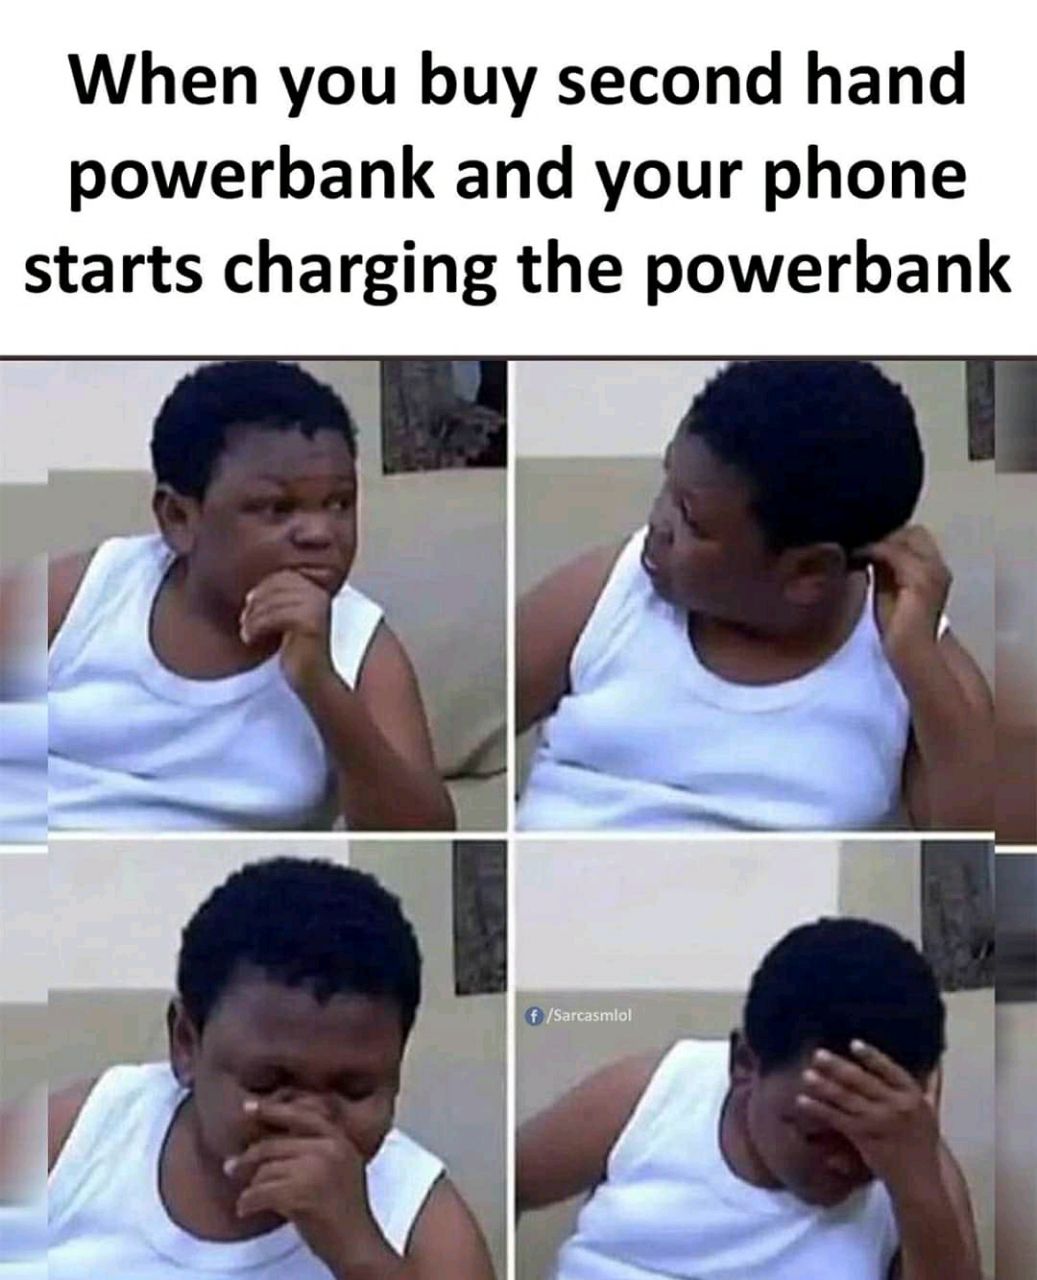 When you buy second hand
powerbank and your phone
starts charging the powerbank
f /Sarcasmlol